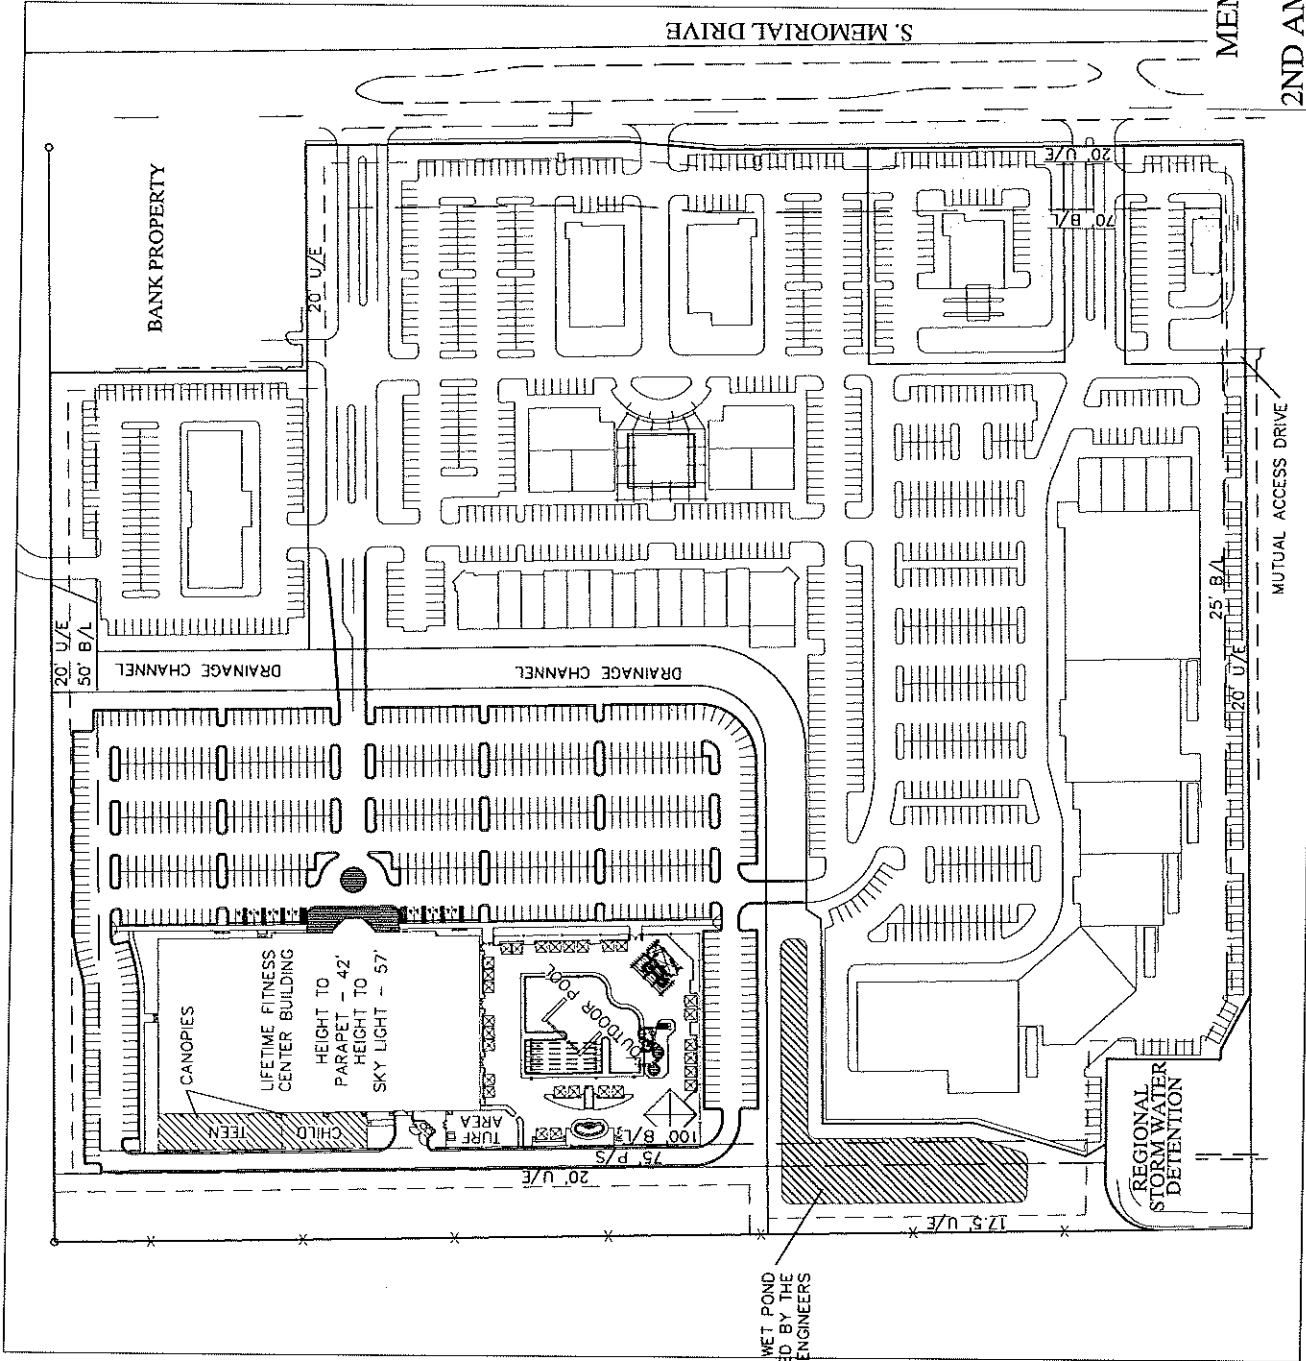 S. MEMORIAL DRIVE
MEM
2ND AM
BANK PROPERTY
20' U/E
20' U/E
70' B/L
20' U/E
50' B/L
DRAINAGE CHANNEL
DRAINAGE CHANNEL
MUTUAL ACCESS DRIVE
25' B/L
20' U/E
CANOPIES
LIFETIME FITNESS
CENTER BUILDING
HEIGHT TO
PARAPET - 42'
HEIGHT TO
SKY LIGHT - 57'
TEEN
CHILD
TURF
AREA
OUTDOOR POOL
100' B/L
75' P/S
20' U/E
17.5' U/E
REGIONAL
STORM WATER
DETENTION
WET POND
ED BY THE
ENGINEERS